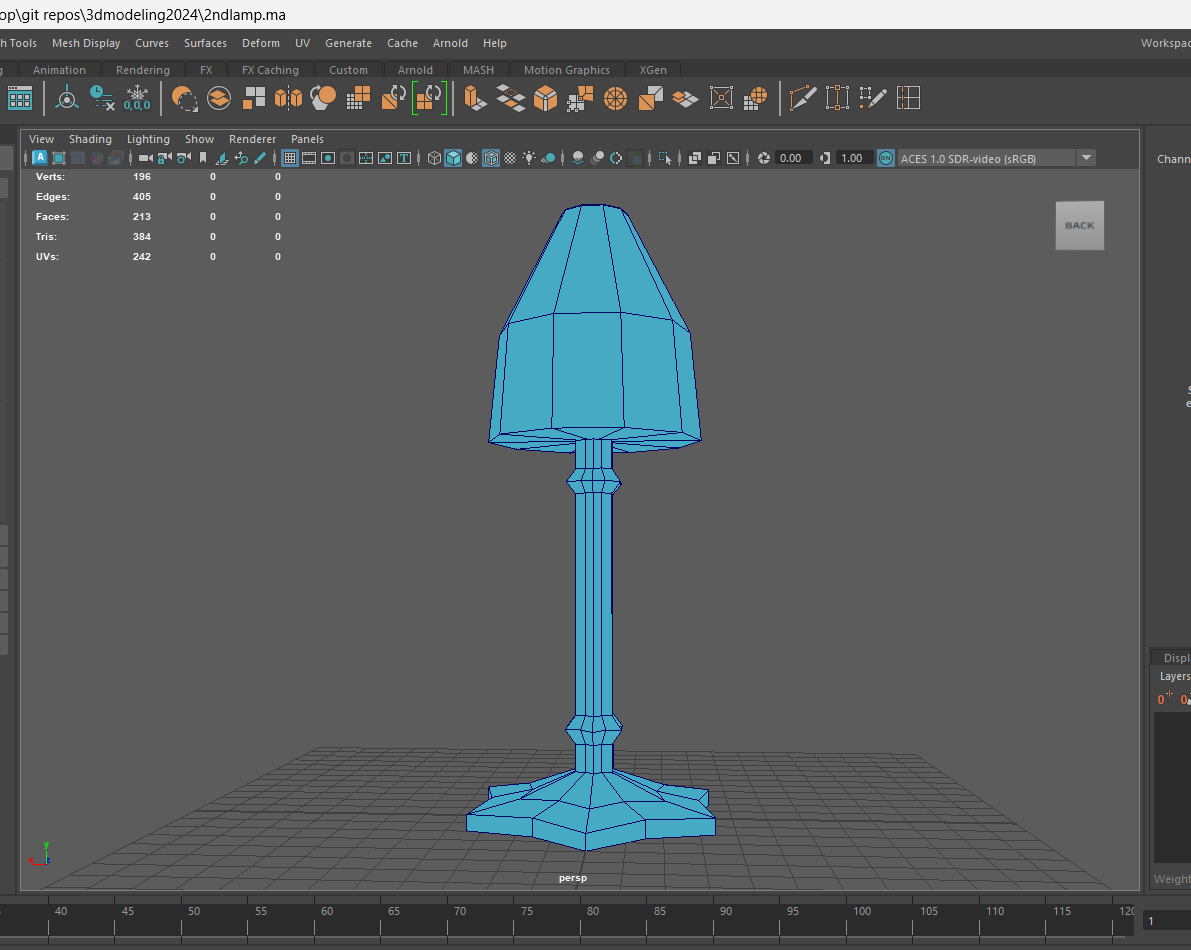 op\git repos\3dmodeling2024\2ndlamp.ma
h Tools Mesh Display Curves Surfaces Deform UV Generate Cache Arnold Help Workspac
g Animation Rendering FX FX Caching Custom Arnold MASH Motion Graphics XGen
0,0,0
View Shading Lighting Show Renderer Panels
A T 0.00 1.00 ON ACES 1.0 SDR-video (sRGB) Chann
Verts: 196 0 0
Edges: 405 0 0
Faces: 213 0 0
Tris: 384 0 0
UVs: 242 0 0
BACK
S
e
Displ
Layers
0 0
y
x
persp
Weight
40 45 50 55 60 65 70 75 80 85 90 95 100 105 110 115 120
1